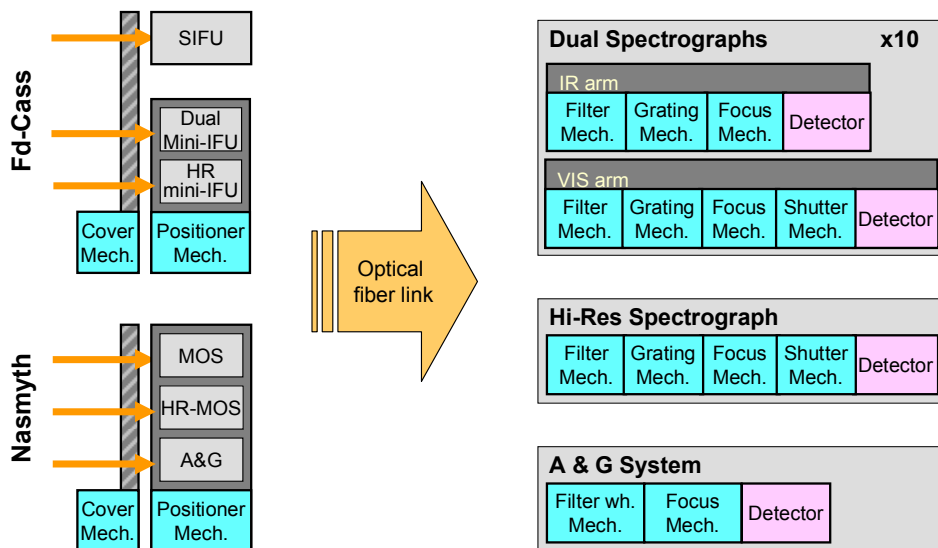 Fd-Cass
SIFU
Dual
Mini-IFU
HR
mini-IFU
Cover
Mech.
Positioner
Mech.
Nasmyth
MOS
HR-MOS
A&G
Cover
Mech.
Positioner
Mech.
Optical
fiber link
Dual Spectrographs x10
IR arm
Filter
Mech.
Grating
Mech.
Focus
Mech.
Detector
VIS arm
Filter
Mech.
Grating
Mech.
Focus
Mech.
Shutter
Mech.
Detector
Hi-Res Spectrograph
Filter
Mech.
Grating
Mech.
Focus
Mech.
Shutter
Mech.
Detector
A & G System
Filter wh.
Mech.
Focus
Mech.
Detector